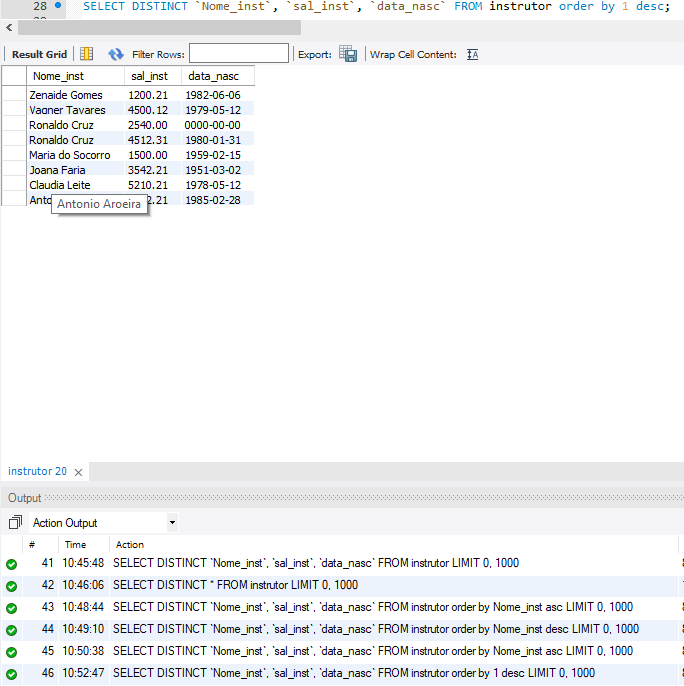 28 SELECT DISTINCT `Nome_inst`, `sal_inst`, `data_nasc` FROM instrutor order by 1 desc;
Result Grid Filter Rows: Export: Wrap Cell Content:
Nome_inst sal_inst data_nasc
Zenaide Gomes 1200.21 1982-06-06
Vagner Tavares 4500.12 1979-05-12
Ronaldo Cruz 2540.00 0000-00-00
Ronaldo Cruz 4512.31 1980-01-31
Maria do Socorro 1500.00 1959-02-15
Joana Faria 3542.21 1951-03-02
Claudia Leite 5210.21 1978-05-12
1985-02-28
Antonio Aroeira
instrutor 20
Output
Action Output
# Time Action
41 10:45:48 SELECT DISTINCT `Nome_inst`, `sal_inst`, `data_nasc` FROM instrutor LIMIT 0, 1000
42 10:46:06 SELECT DISTINCT * FROM instrutor LIMIT 0, 1000
43 10:48:44 SELECT DISTINCT `Nome_inst`, `sal_inst`, `data_nasc` FROM instrutor order by Nome_inst asc LIMIT 0, 1000
44 10:49:10 SELECT DISTINCT `Nome_inst`, `sal_inst`, `data_nasc` FROM instrutor order by Nome_inst desc LIMIT 0, 1000
45 10:50:38 SELECT DISTINCT `Nome_inst`, `sal_inst`, `data_nasc` FROM instrutor order by Nome_inst asc LIMIT 0, 1000
46 10:52:47 SELECT DISTINCT `Nome_inst`, `sal_inst`, `data_nasc` FROM instrutor order by 1 desc LIMIT 0, 1000